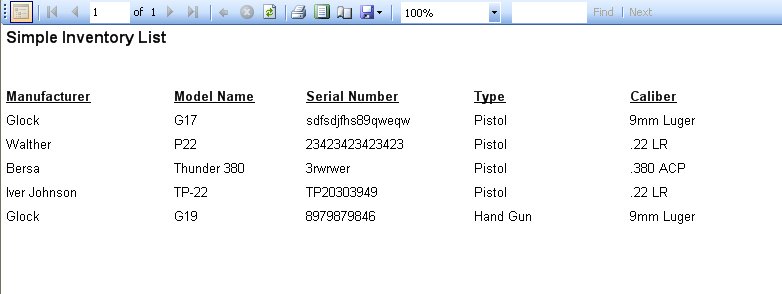 1 of 1 100% Find | Next
Simple Inventory List
Manufacturer Model Name Serial Number Type Caliber
Glock G17 sdfsdjfhs89qweqw Pistol 9mm Luger
Walther P22 23423423423423 Pistol .22 LR
Bersa Thunder 380 3rwrwer Pistol .380 ACP
Iver Johnson TP-22 TP20303949 Pistol .22 LR
Glock G19 8979879846 Hand Gun 9mm Luger